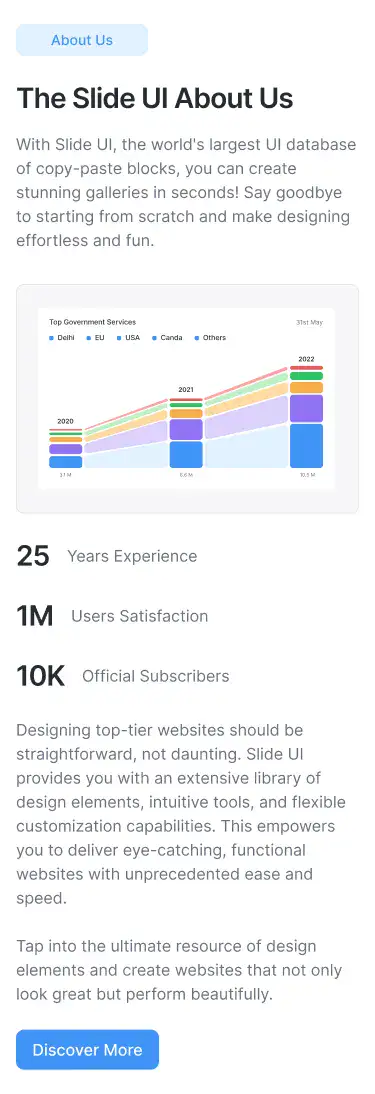 About Us
The Slide UI About Us
With Slide UI, the world's largest UI database
of copy-paste blocks, you can create
stunning galleries in seconds! Say goodbye
to starting from scratch and make designing
effortless and fun.
Top Government Services
31st May
Delhi
EU
USA
Canda
Others
2022
2021
2020
10.5 M
25 Years Experience
1M Users Satisfaction
10K Official Subscribers
Designing top-tier websites should be
straightforward, not daunting. Slide UI
provides you with an extensive library of
design elements, intuitive tools, and flexible
customization capabilities. This empowers
you to deliver eye-catching, functional
websites with unprecedented ease and
speed.
Tap into the ultimate resource of design
elements and create websites that not only
look great but perform beautifully.
Discover More